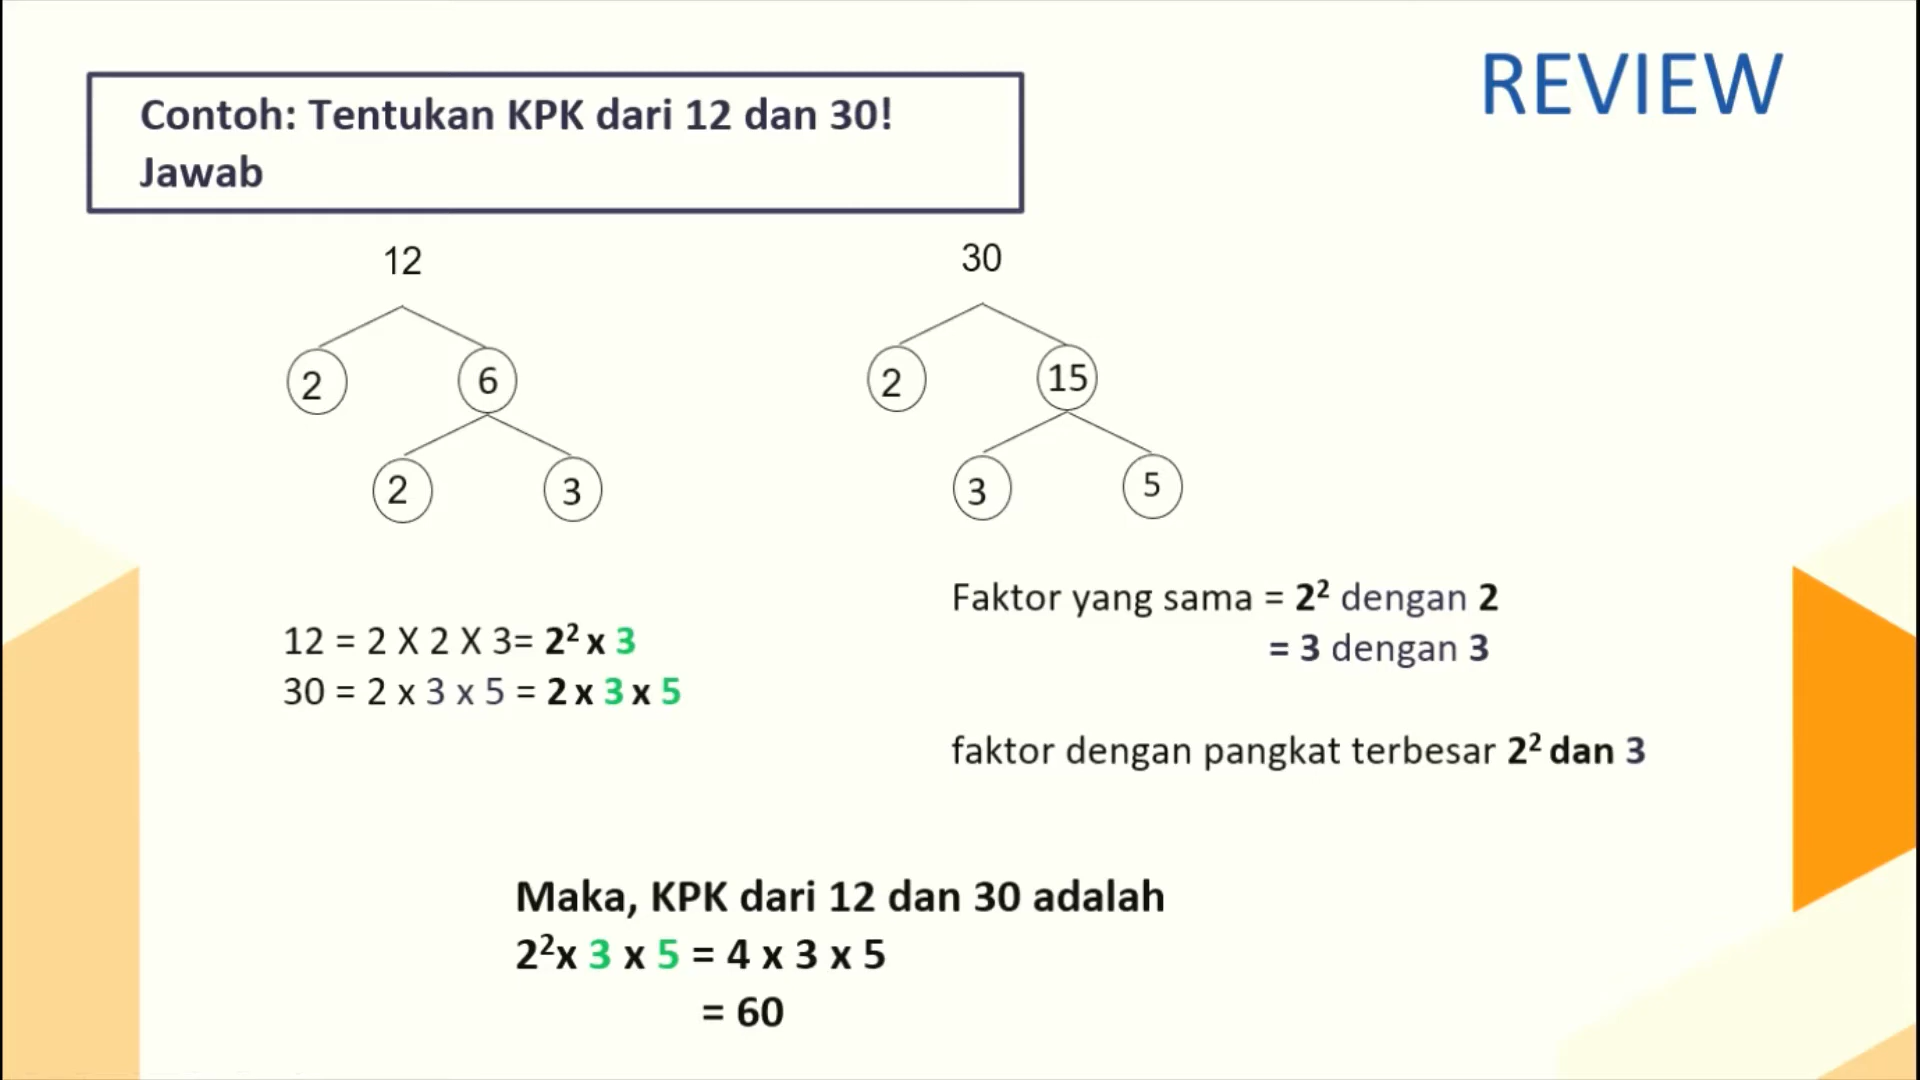 REVIEW
Contoh: Tentukan KPK dari 12 dan 30!
Jawab
12
2
6
2
3
30
2
15
3
5
12 = 2 X 2 X 3= 2² x 3
30 = 2 x 3 x 5 = 2 x 3 x 5
Faktor yang sama = 2² dengan 2
= 3 dengan 3
faktor dengan pangkat terbesar 2² dan 3
Maka, KPK dari 12 dan 30 adalah
2²x 3 x 5 = 4 x 3 x 5
= 60